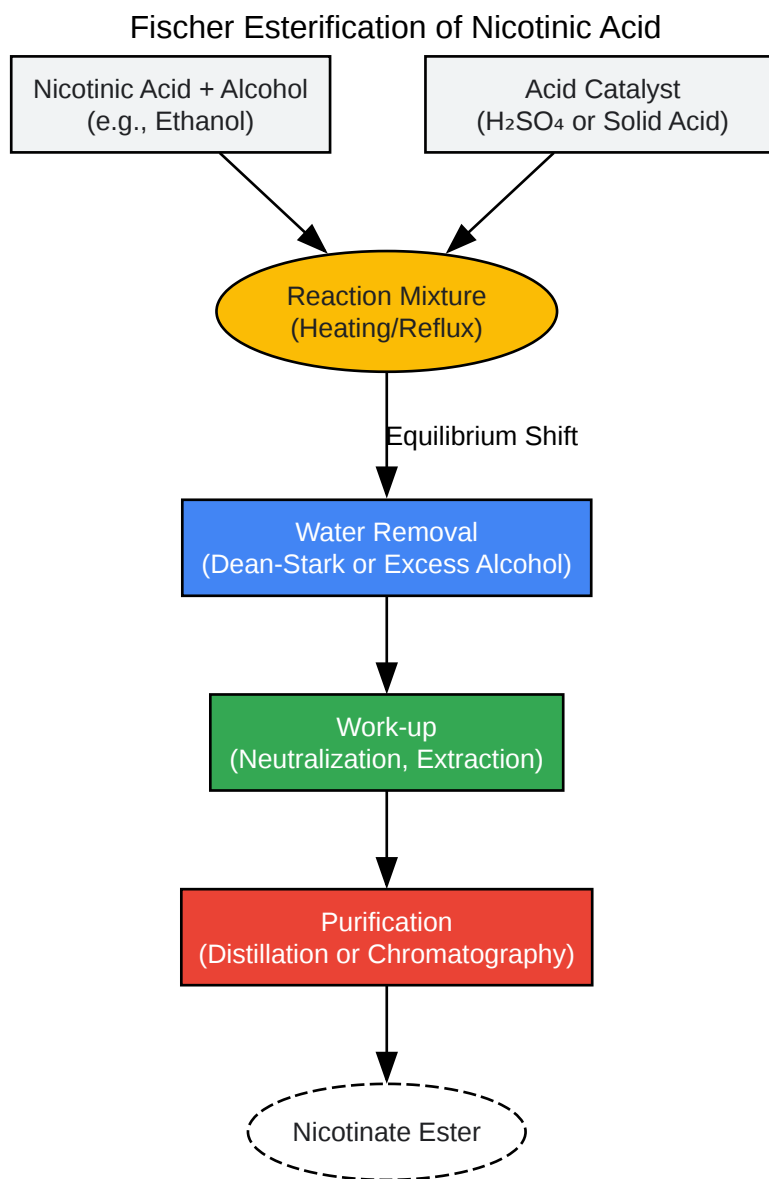 Fischer Esterification of Nicotinic Acid
Nicotinic Acid + Alcohol
(e.g., Ethanol)
Acid Catalyst
(H₂SO₄ or Solid Acid)
Reaction Mixture
(Heating/Reflux)
Equilibrium Shift
Water Removal
(Dean-Stark or Excess Alcohol)
Work-up
(Neutralization, Extraction)
Purification
(Distillation or Chromatography)
Nicotinate Ester